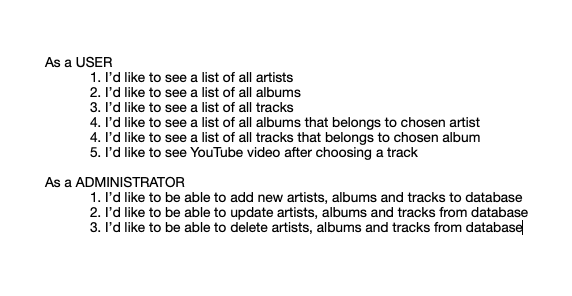 As a USER
1. I’d like to see a list of all artists
2. I’d like to see a list of all albums
3. I’d like to see a list of all tracks
4. I’d like to see a list of all albums that belongs to chosen artist
4. I’d like to see a list of all tracks that belongs to chosen album
5. I’d like to see YouTube video after choosing a track
As a ADMINISTRATOR
1. I’d like to be able to add new artists, albums and tracks to database
2. I’d like to be able to update artists, albums and tracks from database
3. I’d like to be able to delete artists, albums and tracks from database